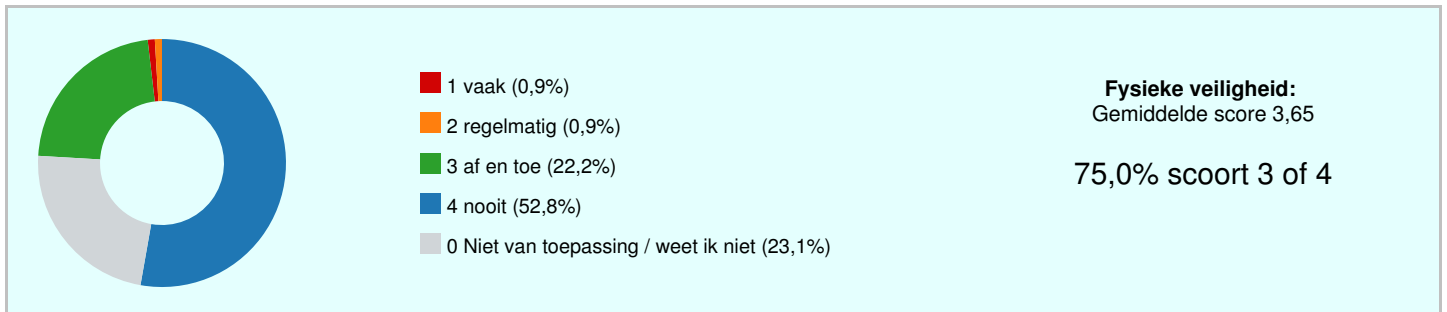 1 vaak (0,9%)
2 regelmatig (0,9%)
3 af en toe (22,2%)
4 nooit (52,8%)
0 Niet van toepassing / weet ik niet (23,1%)
Fysieke veiligheid:
Gemiddelde score 3,65
75,0% scoort 3 of 4